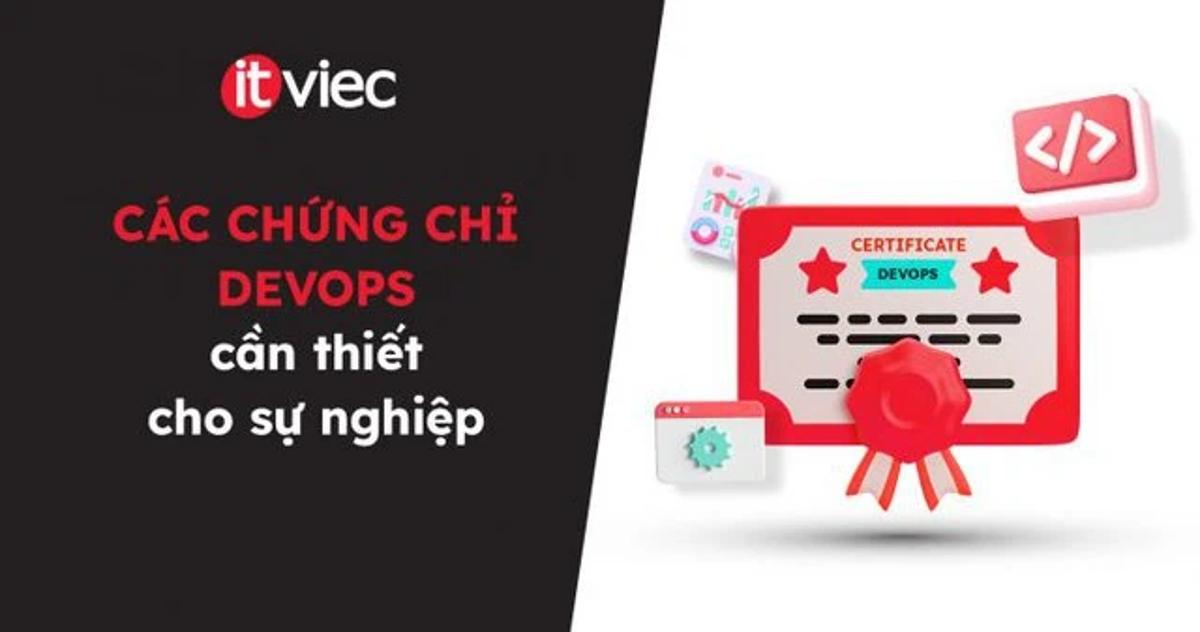 itviec
CÁC CHỨNG CHỈ
DEVOPS
cần thiết
cho sự nghiệp
CERTIFICATE
DEVOPS
</>